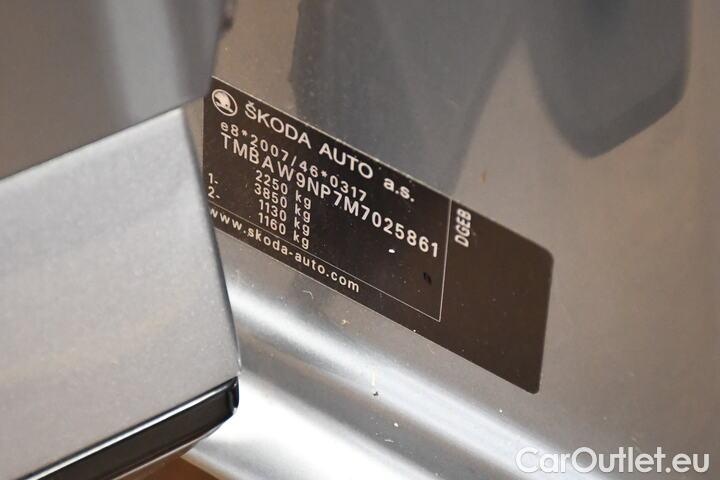 ŠKODA AUTO a.s.
e8*2007/46*0317
TMBAW9NP7M7025861
2250 kg
3850 kg
1- 1130 kg
2- 1160 kg
www.skoda-auto.com
DGEB
CarOutlet.eu